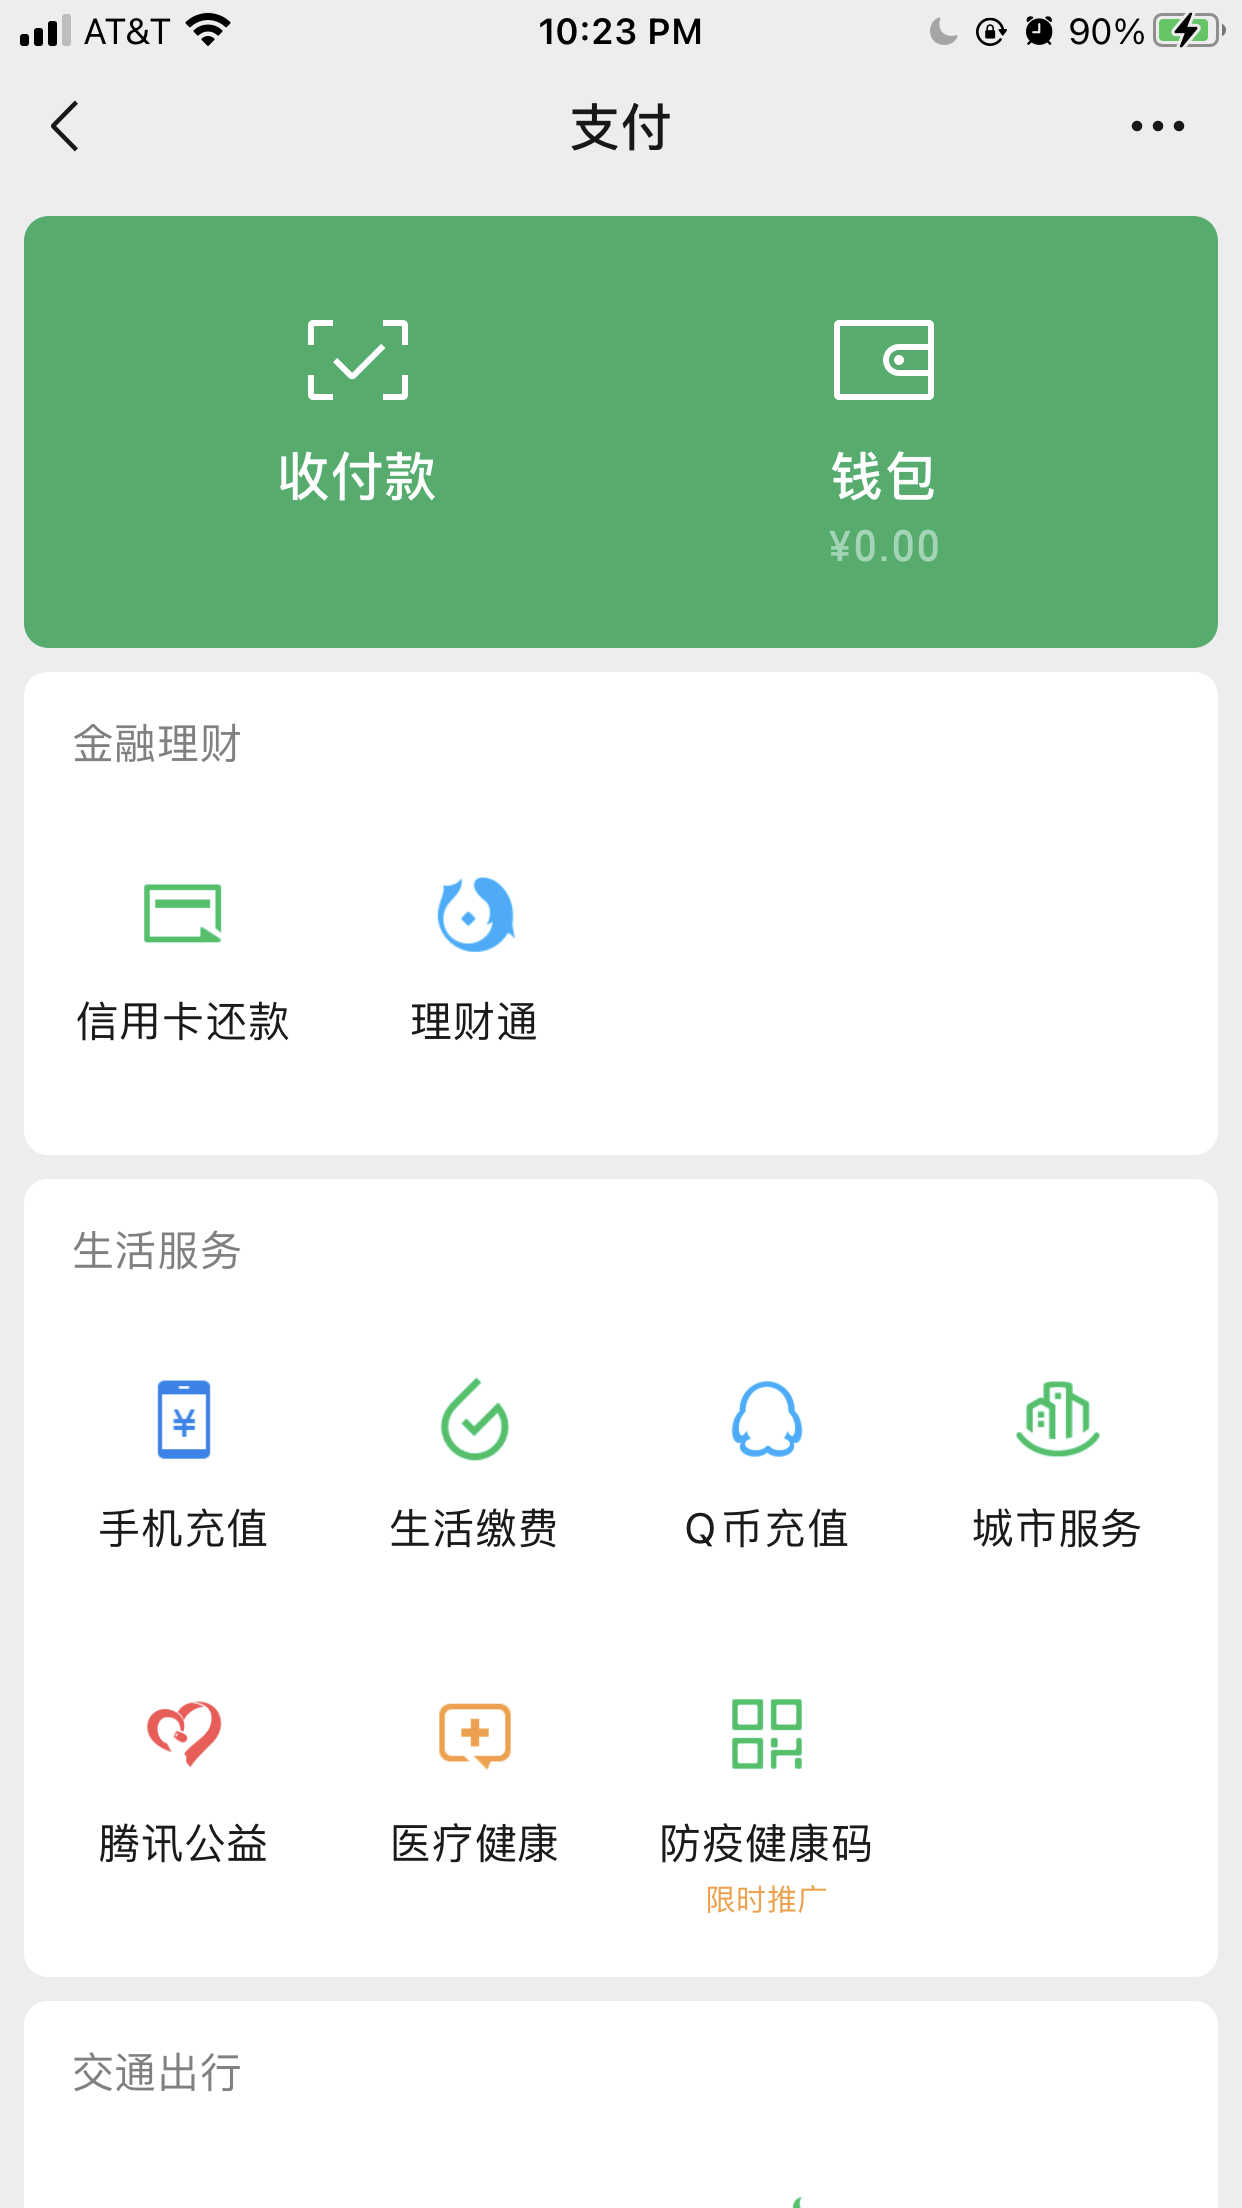 AT&T 10:23 PM 90%
支付
收付款 钱包
¥0.00
金融理财
信用卡还款 理财通
生活服务
手机充值 生活缴费 Q币充值 城市服务
腾讯公益 医疗健康 防疫健康码
限时推广
交通出行